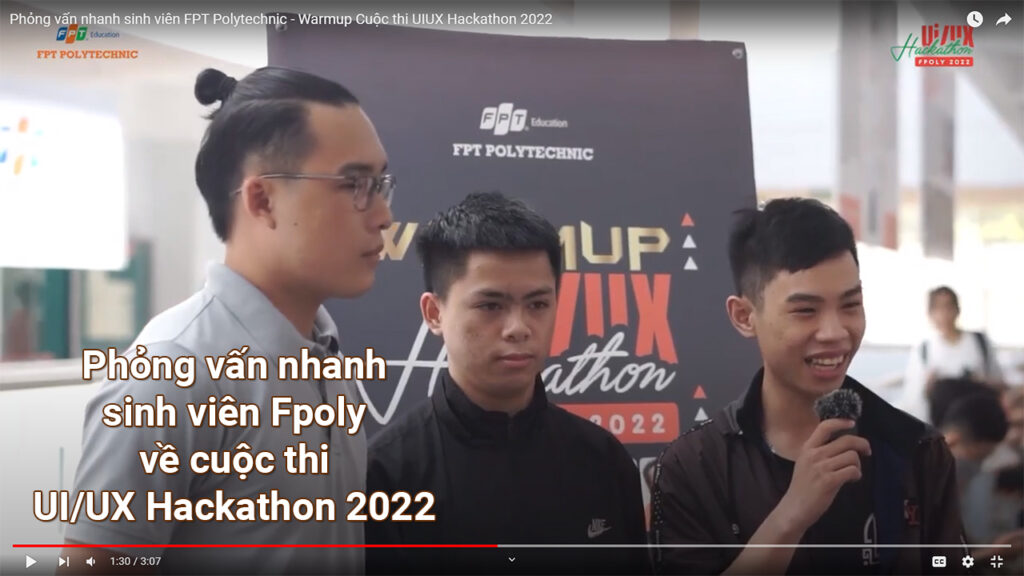 Phỏng vấn nhanh sinh viên FPT Polytechnic - Warmup Cuộc thi UIUX Hackathon 2022
FPT Education
FPT POLYTECHNIC
Ui/UX
Hackathon
FPOLY 2022
FPT Education
FPT POLYTECHNIC
WARMUP
UI/UX
Hackathon
2022
Phỏng vấn nhanh
sinh viên Fpoly
về cuộc thi
UI/UX Hackathon 2022
1:30 / 3:07
CC